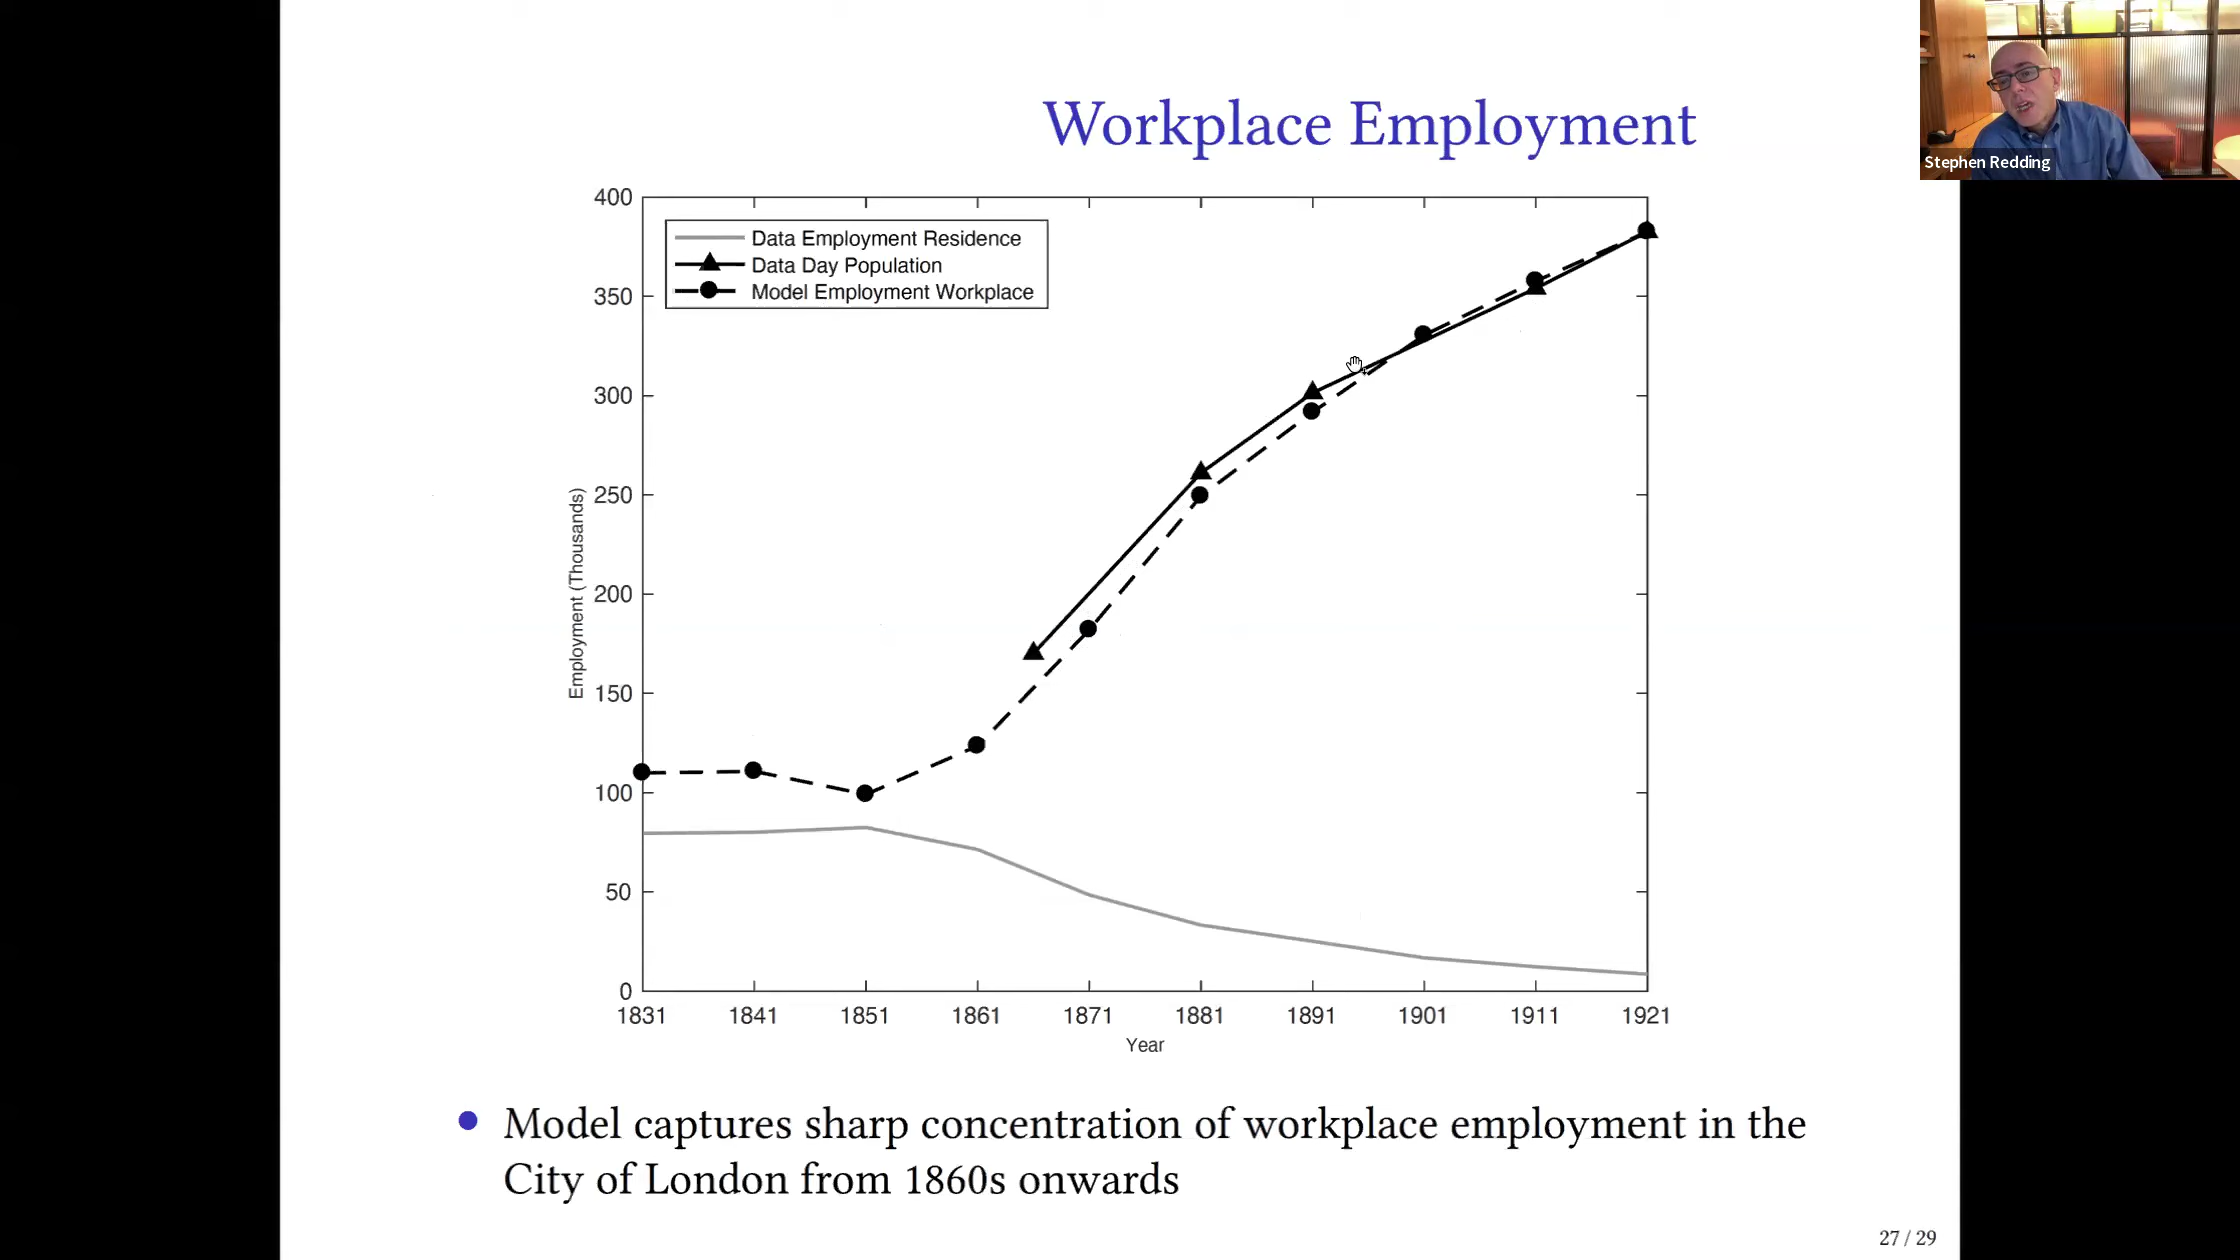 Workplace Employment
Stephen Redding
Data Employment Residence
Data Day Population
Model Employment Workplace
400
350
300
250
200
150
100
50
0
Employment (Thousands)
1831 1841 1851 1861 1871 1881 1891 1901 1911 1921
Year
Model captures sharp concentration of workplace employment in the
City of London from 1860s onwards
27 / 29